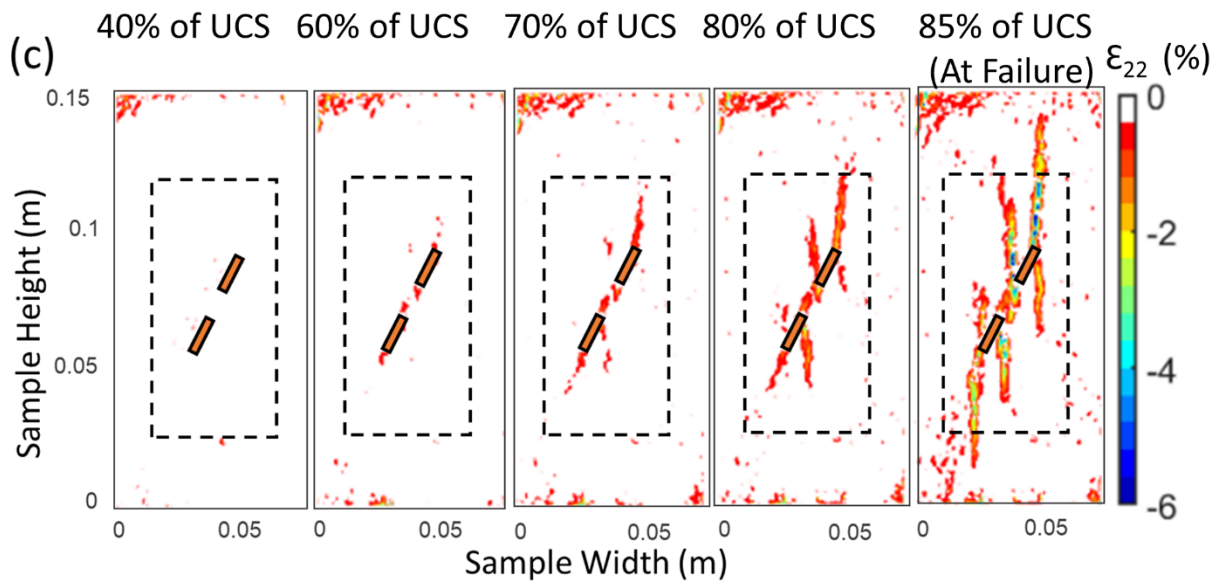 40% of UCS 60% of UCS 70% of UCS 80% of UCS 85% of UCS
(c) (At Failure) Ɛ22 (%)
0.15 0
0.1 -2
Sample Height (m)
0.05 -4
0 -6
0 0.05 0 0.05 0 0.05 0 0.05 0 0.05
Sample Width (m)